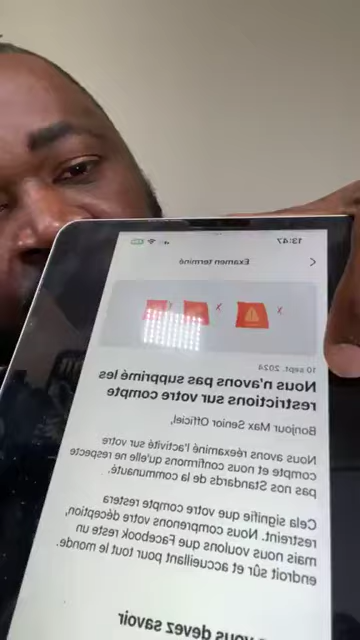 13:47
Examen terminé
10 sept. 2024
Nous n'avons pas supprimé les
restrictions sur votre compte
Bonjour Max Senior Officiel,
Nous avons réexaminé l'activité sur votre
compte et nous confirmons qu'elle ne respecte
pas nos Standards de la communauté.
Cela signifie que votre compte restera
restreint. Nous comprenons votre déception,
mais nous voulons que Facebook reste un
endroit sûr et accueillant pour tout le monde.
vous devez savoir